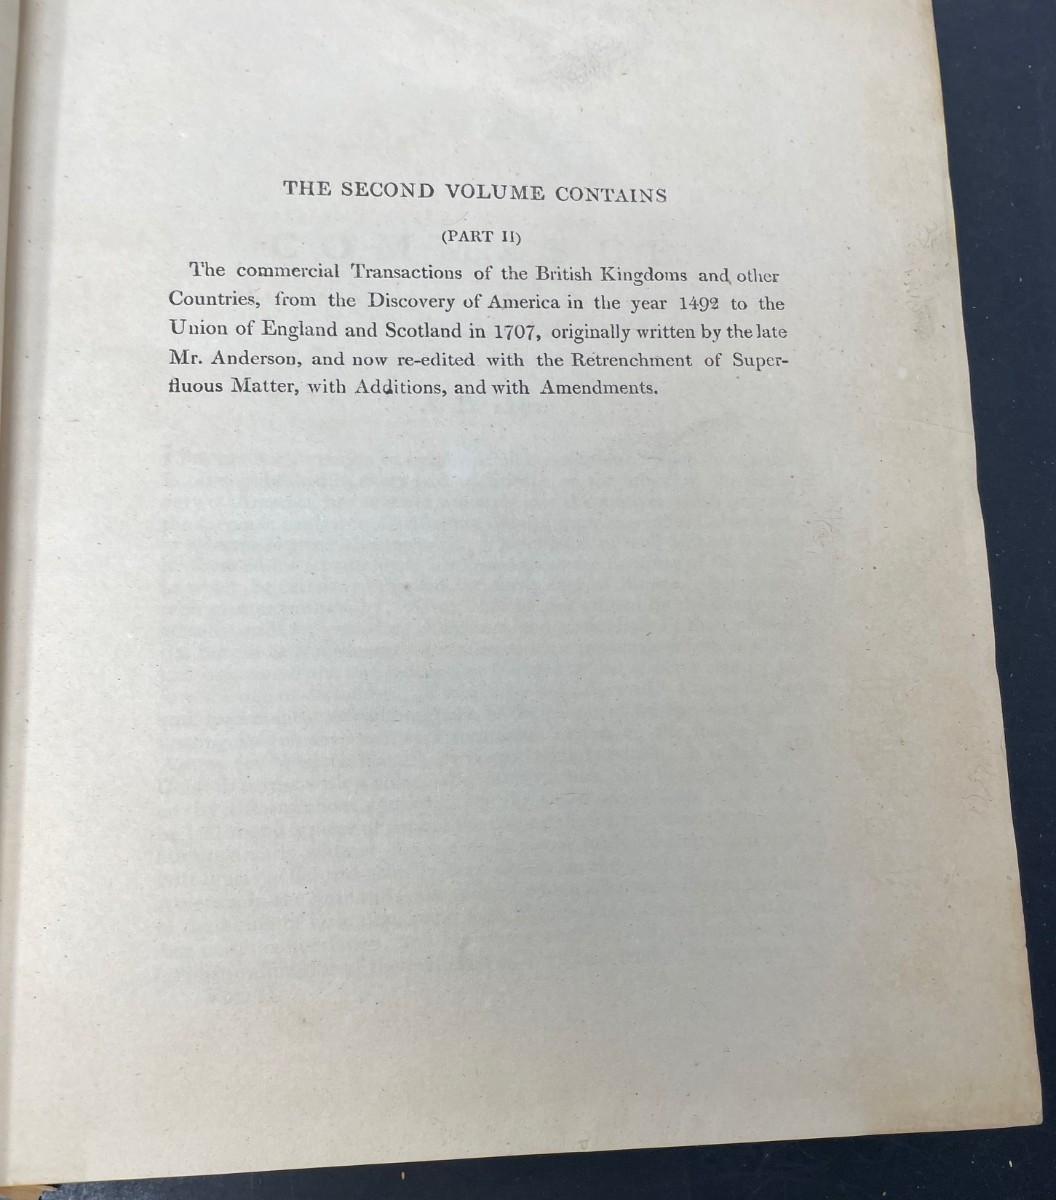 THE SECOND VOLUME CONTAINS
(PART II)
The commercial Transactions of the British Kingdoms and other
Countries, from the Discovery of America in the year 1492 to the
Union of England and Scotland in 1707, originally written by the late
Mr. Anderson, and now re-edited with the Retrenchment of Super-
fluous Matter, with Additions, and with Amendments.